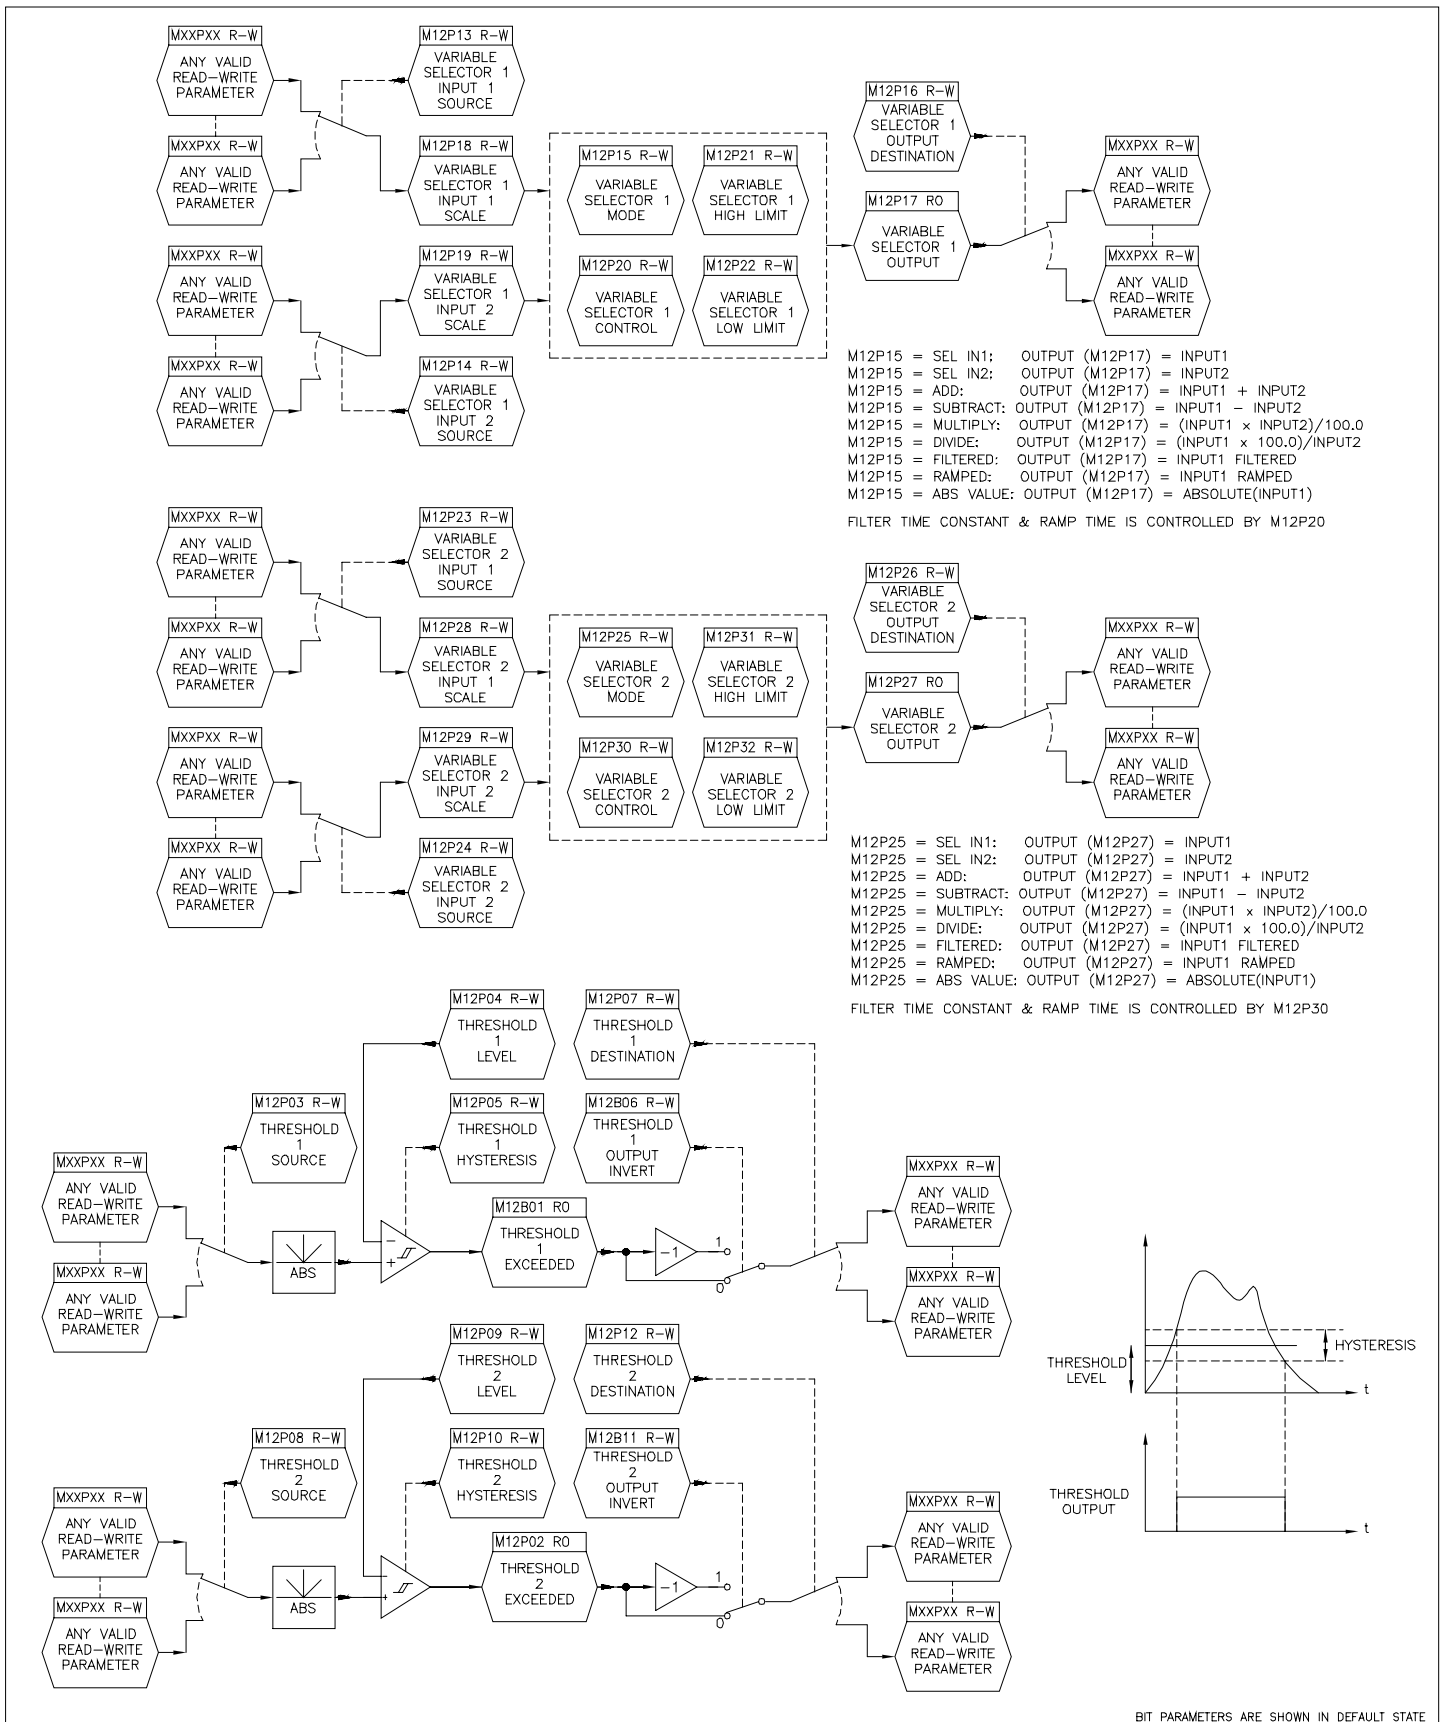 MXXPXX R-W
ANY VALID
READ-WRITE
PARAMETER
M12P13 R-W
VARIABLE
SELECTOR 1
INPUT 1
SOURCE
MXXPXX R-W
ANY VALID
READ-WRITE
PARAMETER
M12P18 R-W
VARIABLE
SELECTOR 1
INPUT 1
SCALE
MXXPXX R-W
ANY VALID
READ-WRITE
PARAMETER
M12P19 R-W
VARIABLE
SELECTOR 1
INPUT 2
SCALE
MXXPXX R-W
ANY VALID
READ-WRITE
PARAMETER
M12P14 R-W
VARIABLE
SELECTOR 1
INPUT 2
SOURCE
M12P15 R-W
VARIABLE
SELECTOR 1
MODE
M12P21 R-W
VARIABLE
SELECTOR 1
HIGH LIMIT
M12P20 R-W
VARIABLE
SELECTOR 1
CONTROL
M12P22 R-W
VARIABLE
SELECTOR 1
LOW LIMIT
M12P16 R-W
VARIABLE
SELECTOR 1
OUTPUT
DESTINATION
M12P17 RO
VARIABLE
SELECTOR 1
OUTPUT
MXXPXX R-W
ANY VALID
READ-WRITE
PARAMETER
MXXPXX R-W
ANY VALID
READ-WRITE
PARAMETER
M12P15 = SEL IN1: OUTPUT (M12P17) = INPUT1
M12P15 = SEL IN2: OUTPUT (M12P17) = INPUT2
M12P15 = ADD: OUTPUT (M12P17) = INPUT1 + INPUT2
M12P15 = SUBTRACT: OUTPUT (M12P17) = INPUT1 - INPUT2
M12P15 = MULTIPLY: OUTPUT (M12P17) = (INPUT1 x INPUT2)/100.0
M12P15 = DIVIDE: OUTPUT (M12P17) = (INPUT1 x 100.0)/INPUT2
M12P15 = FILTERED: OUTPUT (M12P17) = INPUT1 FILTERED
M12P15 = RAMPED: OUTPUT (M12P17) = INPUT1 RAMPED
M12P15 = ABS VALUE: OUTPUT (M12P17) = ABSOLUTE(INPUT1)
FILTER TIME CONSTANT & RAMP TIME IS CONTROLLED BY M12P20
MXXPXX R-W
ANY VALID
READ-WRITE
PARAMETER
M12P23 R-W
VARIABLE
SELECTOR 2
INPUT 1
SOURCE
MXXPXX R-W
ANY VALID
READ-WRITE
PARAMETER
M12P28 R-W
VARIABLE
SELECTOR 2
INPUT 1
SCALE
MXXPXX R-W
ANY VALID
READ-WRITE
PARAMETER
M12P29 R-W
VARIABLE
SELECTOR 2
INPUT 2
SCALE
MXXPXX R-W
ANY VALID
READ-WRITE
PARAMETER
M12P24 R-W
VARIABLE
SELECTOR 2
INPUT 2
SOURCE
M12P25 R-W
VARIABLE
SELECTOR 2
MODE
M12P31 R-W
VARIABLE
SELECTOR 2
HIGH LIMIT
M12P30 R-W
VARIABLE
SELECTOR 2
CONTROL
M12P32 R-W
VARIABLE
SELECTOR 2
LOW LIMIT
M12P26 R-W
VARIABLE
SELECTOR 2
OUTPUT
DESTINATION
M12P27 RO
VARIABLE
SELECTOR 2
OUTPUT
MXXPXX R-W
ANY VALID
READ-WRITE
PARAMETER
MXXPXX R-W
ANY VALID
READ-WRITE
PARAMETER
M12P25 = SEL IN1: OUTPUT (M12P27) = INPUT1
M12P25 = SEL IN2: OUTPUT (M12P27) = INPUT2
M12P25 = ADD: OUTPUT (M12P27) = INPUT1 + INPUT2
M12P25 = SUBTRACT: OUTPUT (M12P27) = INPUT1 - INPUT2
M12P25 = MULTIPLY: OUTPUT (M12P27) = (INPUT1 x INPUT2)/100.0
M12P25 = DIVIDE: OUTPUT (M12P27) = (INPUT1 x 100.0)/INPUT2
M12P25 = FILTERED: OUTPUT (M12P27) = INPUT1 FILTERED
M12P25 = RAMPED: OUTPUT (M12P27) = INPUT1 RAMPED
M12P25 = ABS VALUE: OUTPUT (M12P27) = ABSOLUTE(INPUT1)
FILTER TIME CONSTANT & RAMP TIME IS CONTROLLED BY M12P30
M12P04 R-W
THRESHOLD
1
LEVEL
M12P07 R-W
THRESHOLD
1
DESTINATION
M12P03 R-W
THRESHOLD
1
SOURCE
M12P05 R-W
THRESHOLD
1
HYSTERESIS
M12B06 R-W
THRESHOLD
1
OUTPUT
INVERT
MXXPXX R-W
ANY VALID
READ-WRITE
PARAMETER
MXXPXX R-W
ANY VALID
READ-WRITE
PARAMETER
ABS
-
+
M12B01 RO
THRESHOLD
1
EXCEEDED
-1
1
0
MXXPXX R-W
ANY VALID
READ-WRITE
PARAMETER
MXXPXX R-W
ANY VALID
READ-WRITE
PARAMETER
M12P09 R-W
THRESHOLD
2
LEVEL
M12P12 R-W
THRESHOLD
2
DESTINATION
M12P08 R-W
THRESHOLD
2
SOURCE
M12P10 R-W
THRESHOLD
2
HYSTERESIS
M12B11 R-W
THRESHOLD
2
OUTPUT
INVERT
MXXPXX R-W
ANY VALID
READ-WRITE
PARAMETER
MXXPXX R-W
ANY VALID
READ-WRITE
PARAMETER
ABS
-
+
M12P02 RO
THRESHOLD
2
EXCEEDED
-1
1
0
MXXPXX R-W
ANY VALID
READ-WRITE
PARAMETER
MXXPXX R-W
ANY VALID
READ-WRITE
PARAMETER
HYSTERESIS
THRESHOLD
LEVEL
t
THRESHOLD
OUTPUT
t
BIT PARAMETERS ARE SHOWN IN DEFAULT STATE